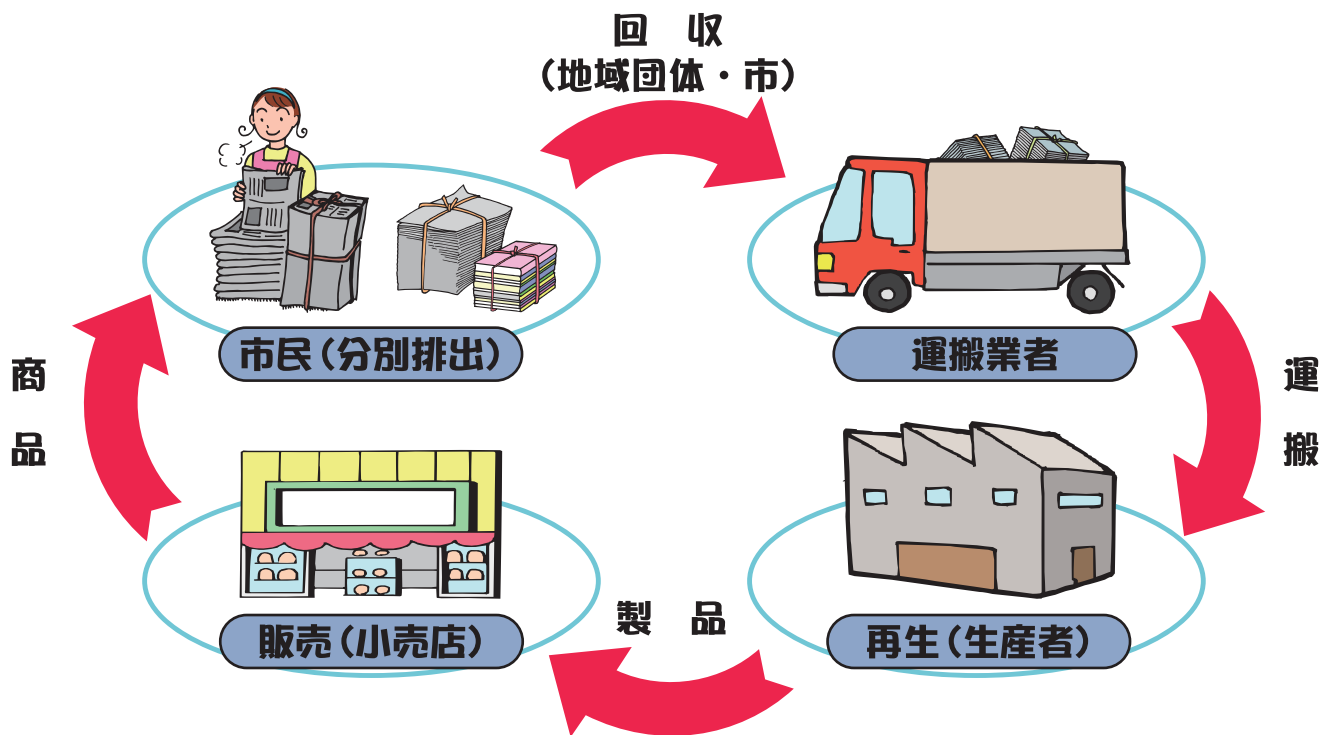 回 収
（地域団体・市）
市民（分別排出）
運搬業者
運搬
再生（生産者）
製 品
販売（小売店）
商品